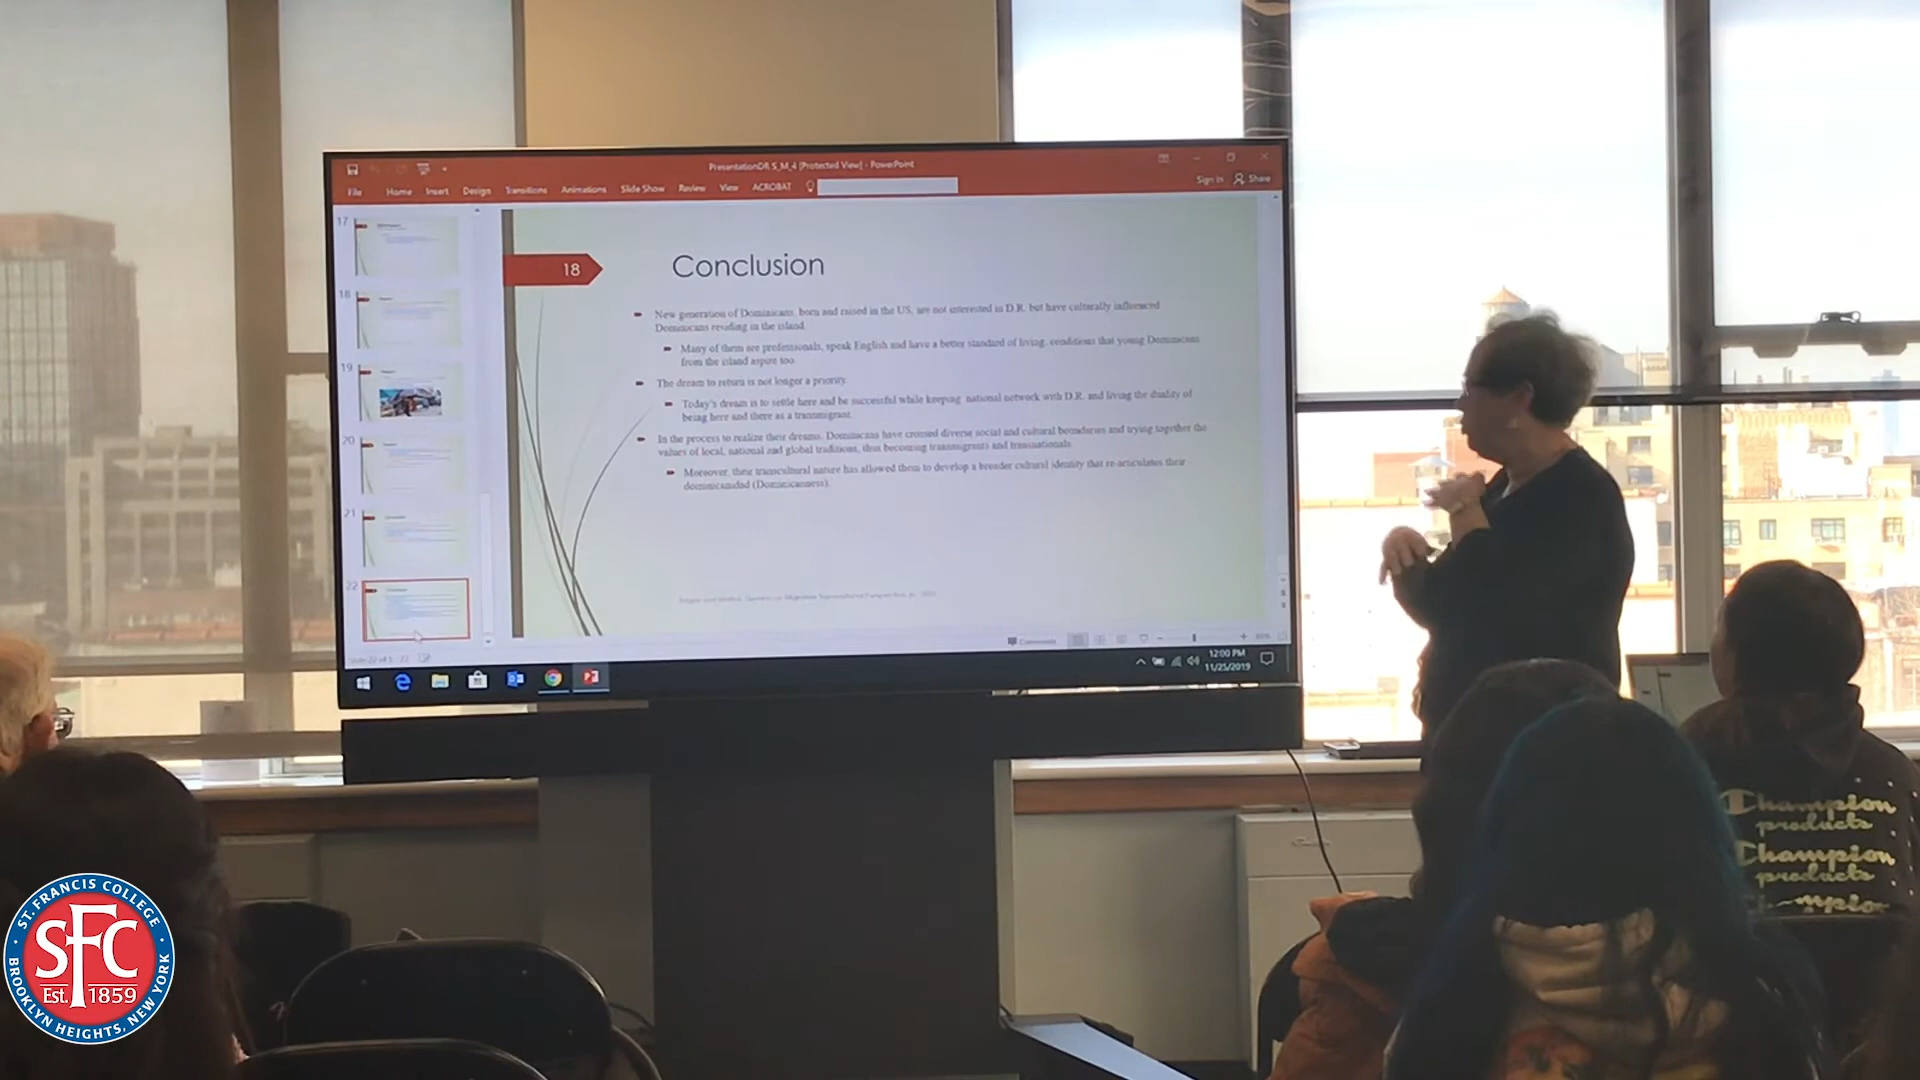 PresentationDR S_M_4 [Protected View] - PowerPoint
File Home Insert Design Transitions Animations Slide Show Review View ACROBAT
Sign in Share
17
18
19
20
21
22
18
Conclusion
New generation of Dominicans, born and raised in the US, are not interested in D.R. but have culturally influenced
Dominicans residing in the island.
Many of them are professionals, speak English and have a better standard of living, conditions that young Dominicans
from the island aspire too.
The dream to return is not longer a priority.
Today's dream is to settle here and be successful while keeping national network with D.R. and living the duality of
being here and there as a transmigrant.
In the process to realize their dreams, Dominicans have crossed diverse social and cultural boundaries and trying together the
values of local, national and global traditions, thus becoming transmigrants and transnationals.
Moreover, their transcultural nature has allowed them to develop a broader cultural identity that re-articulates their
dominicanidad (Dominicanness).
Comments
12:00 PM
11/25/2019
Champion
products
Champion
products
ST. FRANCIS COLLEGE
SFC
Est. 1859
BROOKLYN HEIGHTS, NEW YORK